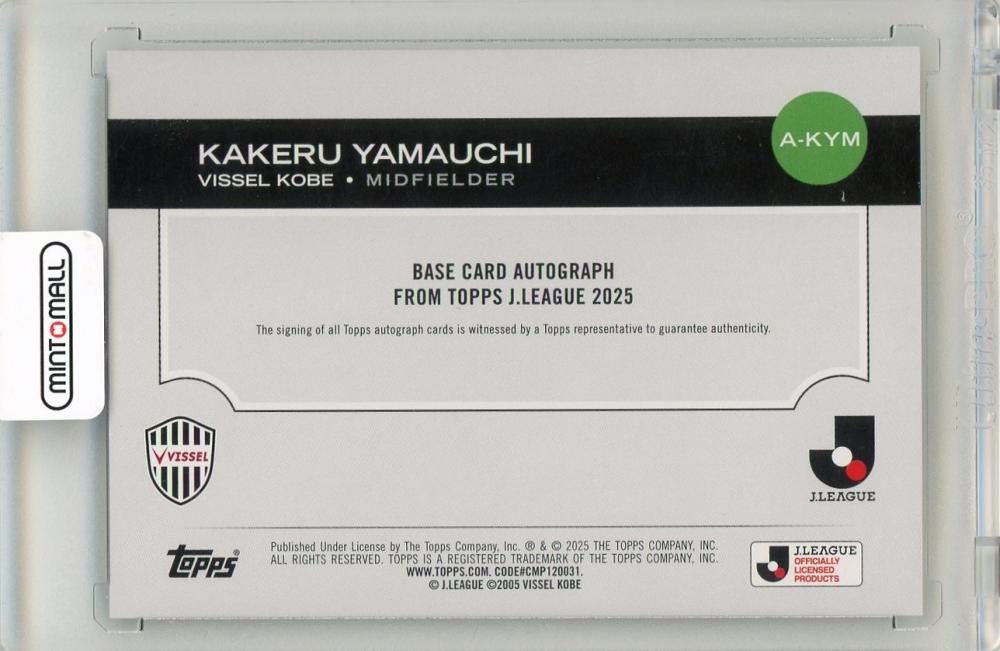 KAKERU YAMAUCHI
VISSEL KOBE • MIDFIELDER
A-KYM
BASE CARD AUTOGRAPH
FROM TOPPS J.LEAGUE 2025
The signing of all Topps autograph cards is witnessed by a Topps representative to guarantee authenticity.
MINTOMALL
VISSEL
J.LEAGUE
topps®
Published Under License by The Topps Company, Inc. ® & © 2025 THE TOPPS COMPANY, INC.
ALL RIGHTS RESERVED. TOPPS IS A REGISTERED TRADEMARK OF THE TOPPS COMPANY, INC.
WWW.TOPPS.COM. CODE#CMP120031.
© J.LEAGUE ©2005 VISSEL KOBE
J.LEAGUE
OFFICIALLY
LICENSED
PRODUCTS